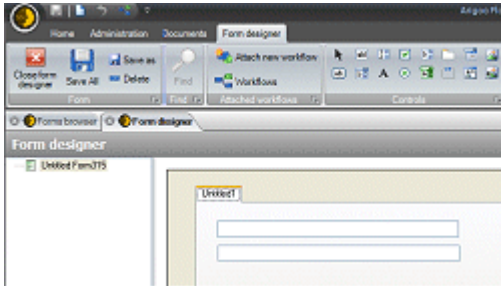 Home Administration Documents Form designer
Close form designer Save All Save as Delete Find Attach new workflow Workflows
Form Find Attached workflows Controls
Forms browser Form designer
Form designer
Untitled Form315
Untitled1